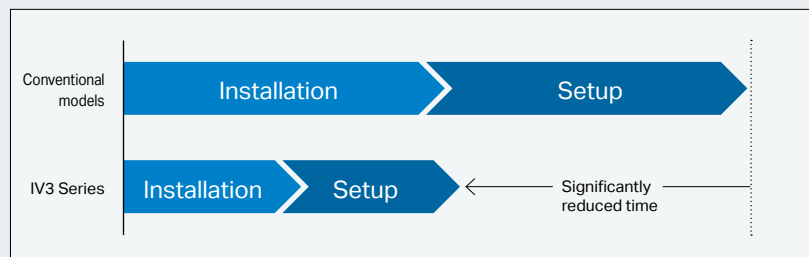 Conventional
models
Installation
Setup
IV3 Series
Installation
Setup
Significantly
reduced time